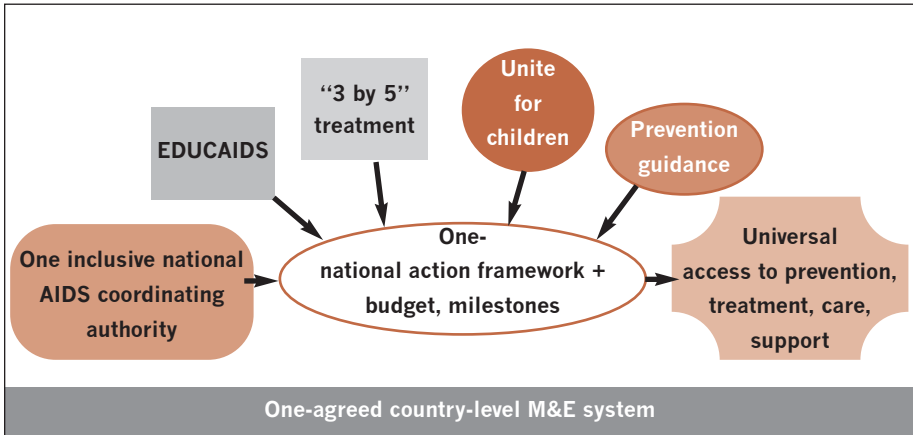 EDUCAIDS
“3 by 5”
treatment
Unite
for
children
Prevention
guidance
One inclusive national
AIDS coordinating
authority
One-
national action framework +
budget, milestones
Universal
access to prevention,
treatment, care,
support
One-agreed country-level M&E system